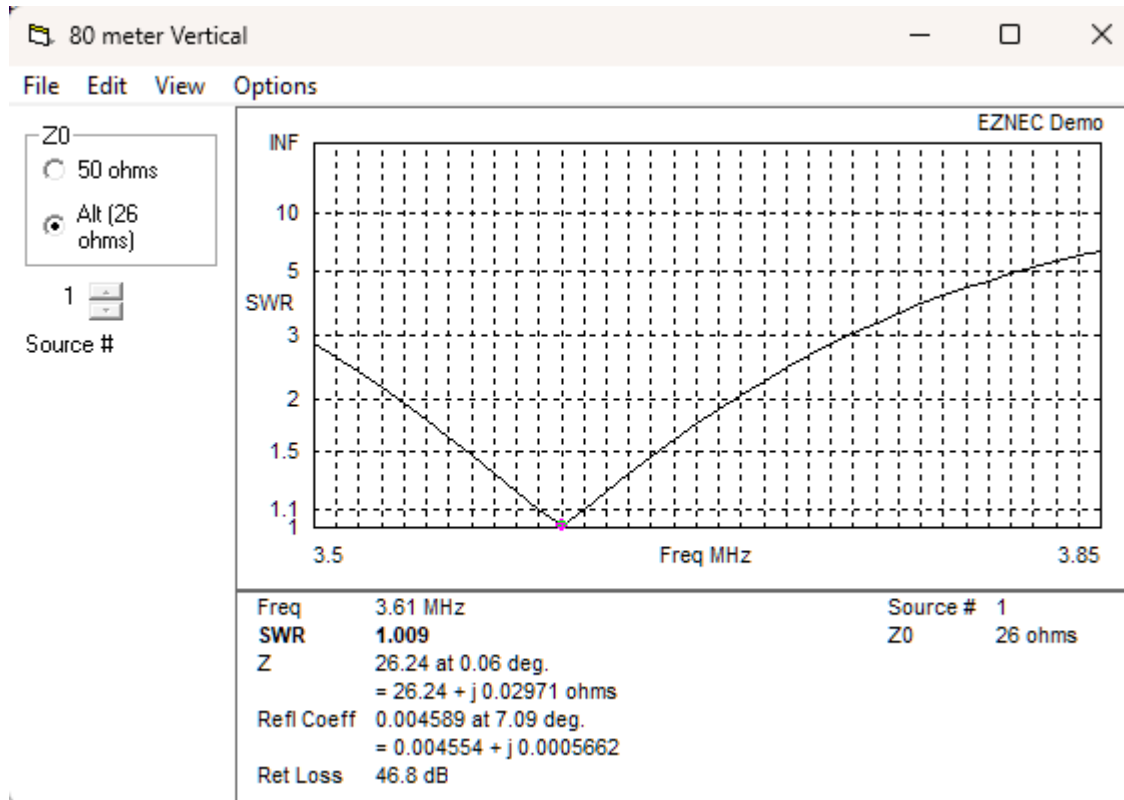 80 meter Vertical
File Edit View Options
Z0
50 ohms
Alt (26
ohms)
1
Source #
EZNEC Demo
INF
10
5
SWR
3
2
1.5
1.1
1
3.5 Freq MHz 3.85
Freq 3.61 MHz Source # 1
SWR 1.009 Z0 26 ohms
Z 26.24 at 0.06 deg.
= 26.24 + j 0.02971 ohms
Refl Coeff 0.004589 at 7.09 deg.
= 0.004554 + j 0.0005662
Ret Loss 46.8 dB